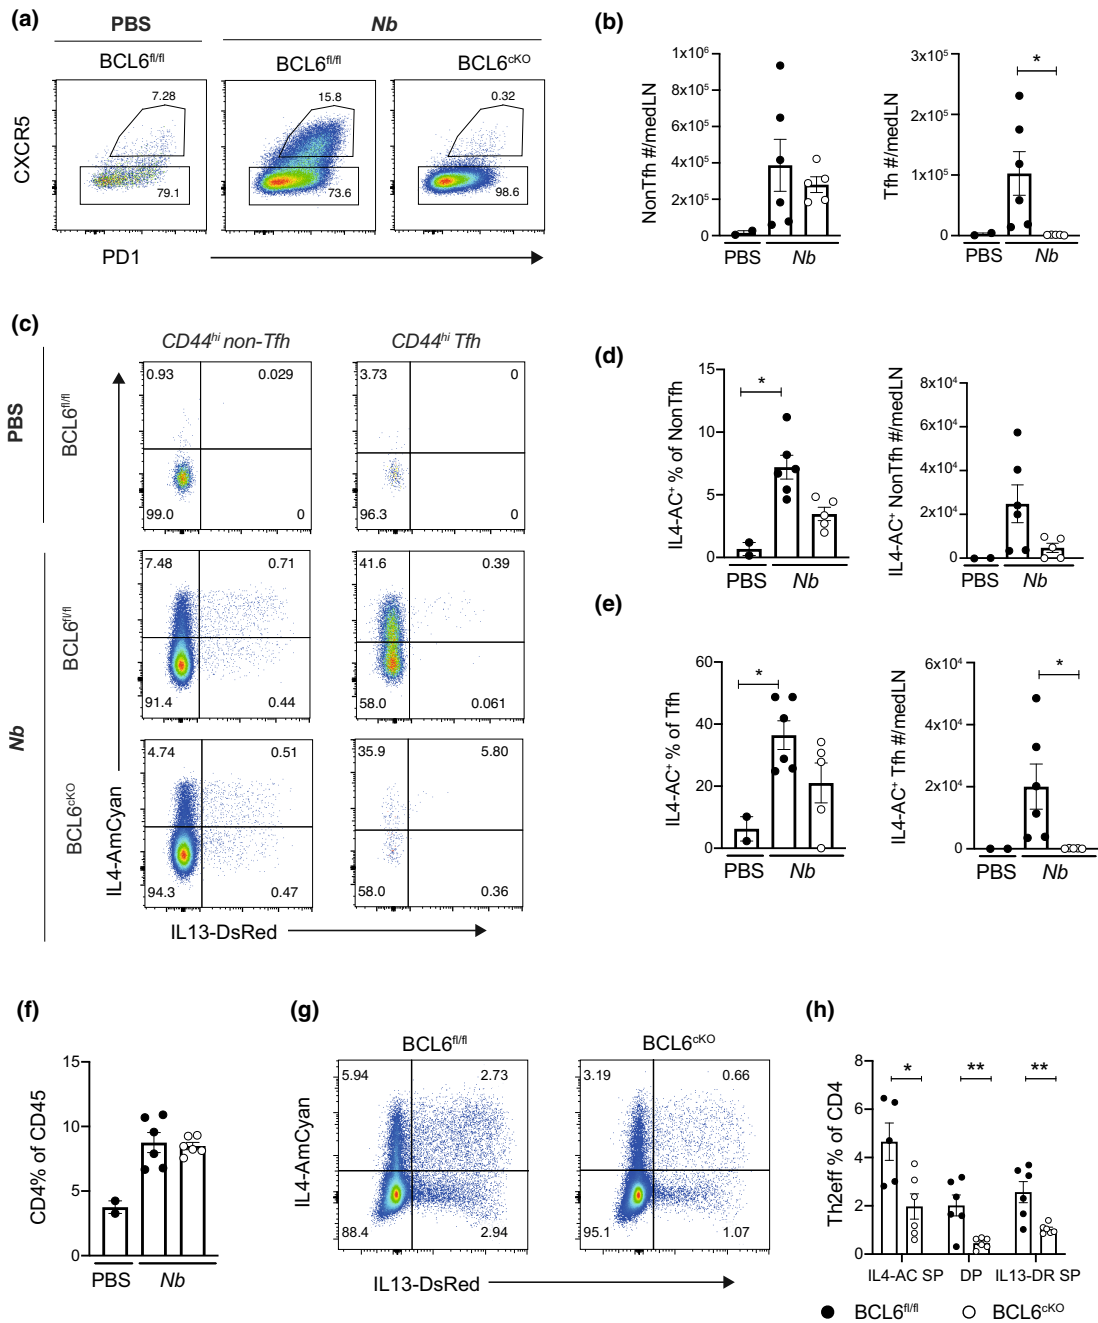 (a)
PBS
Nb
BCL6fl/fl
BCL6fl/fl
BCL6cKO
7.28
15.8
0.32
79.1
73.6
98.6
CXCR5
PD1
(b)
NonTfh #/medLN
1x10⁶
8x10⁵
6x10⁵
4x10⁵
2x10⁵
0
PBS
Nb
Tfh #/medLN
3x10⁵
2x10⁵
1x10⁵
0
*
PBS
Nb
(c)
CD44hi non-Tfh
CD44hi Tfh
PBS
BCL6fl/fl
0.93
0.029
99.0
0
3.73
0
96.3
0
Nb
BCL6fl/fl
7.48
0.71
91.4
0.44
41.6
0.39
58.0
0.061
BCL6cKO
4.74
0.51
94.3
0.47
35.9
5.80
58.0
0.36
IL4-AmCyan
IL13-DsRed
(d)
IL4-AC⁺ % of NonTfh
15
10
5
0
*
PBS
Nb
IL4-AC⁺ NonTfh #/medLN
8x10⁴
6x10⁴
4x10⁴
2x10⁴
0
PBS
Nb
(e)
IL4-AC⁺ % of Tfh
60
40
20
0
*
PBS
Nb
IL4-AC⁺ Tfh #/medLN
6x10⁴
4x10⁴
2x10⁴
0
*
PBS
Nb
(f)
CD4% of CD45
15
10
5
0
PBS
Nb
(g)
BCL6fl/fl
BCL6cKO
5.94
2.73
88.4
2.94
3.19
0.66
95.1
1.07
IL4-AmCyan
IL13-DsRed
(h)
Th2eff % of CD4
8
6
4
2
0
*
**
**
IL4-AC SP
DP
IL13-DR SP
BCL6fl/fl
BCL6cKO